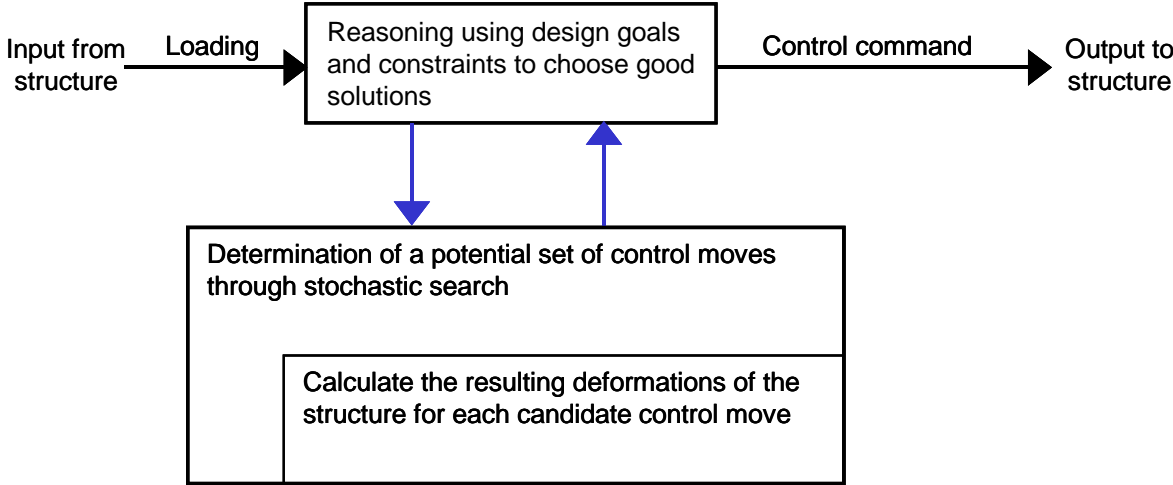 Input from
structure
Loading
Reasoning using design goals
and constraints to choose good
solutions
Control command
Output to
structure
Determination of a potential set of control moves
through stochastic search
Calculate the resulting deformations of the
structure for each candidate control move